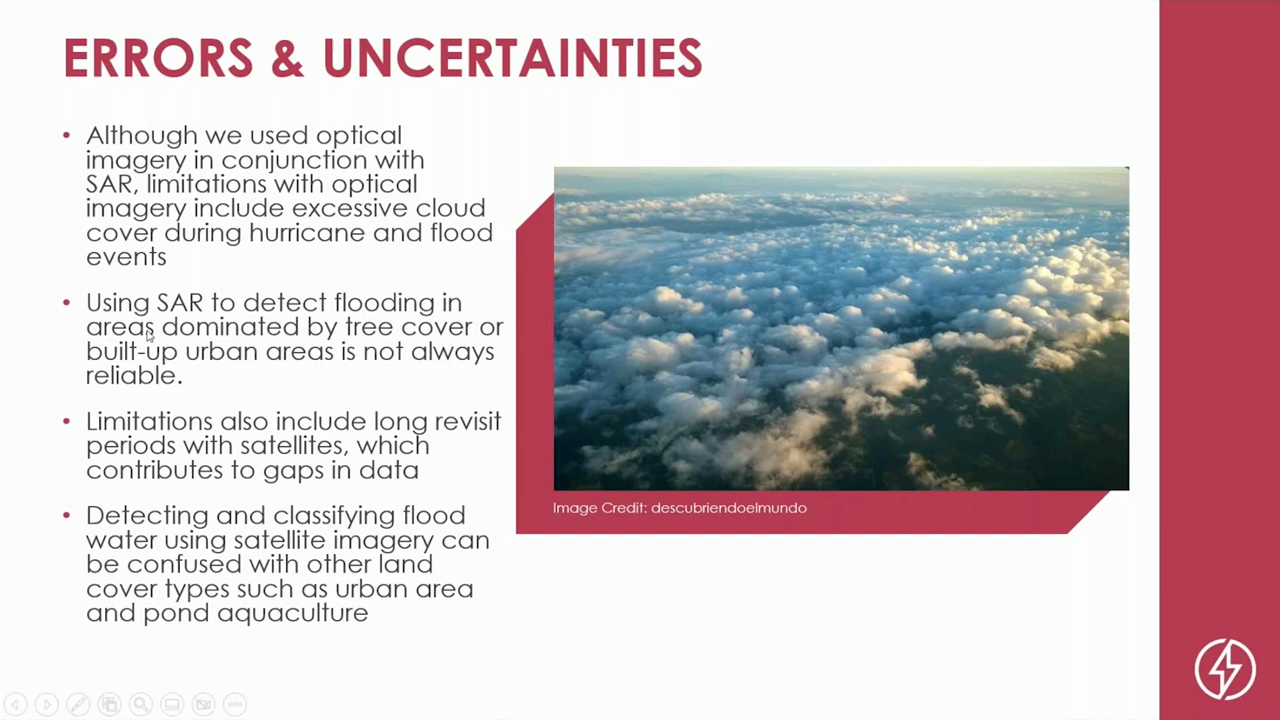 ERRORS & UNCERTAINTIES
• Although we used optical
imagery in conjunction with
SAR, limitations with optical
imagery include excessive cloud
cover during hurricane and flood
events
• Using SAR to detect flooding in
areas dominated by tree cover or
built-up urban areas is not always
reliable.
• Limitations also include long revisit
periods with satellites, which
contributes to gaps in data
• Detecting and classifying flood
water using satellite imagery can
be confused with other land
cover types such as urban area
and pond aquaculture
Image Credit: descubriendoelmundo